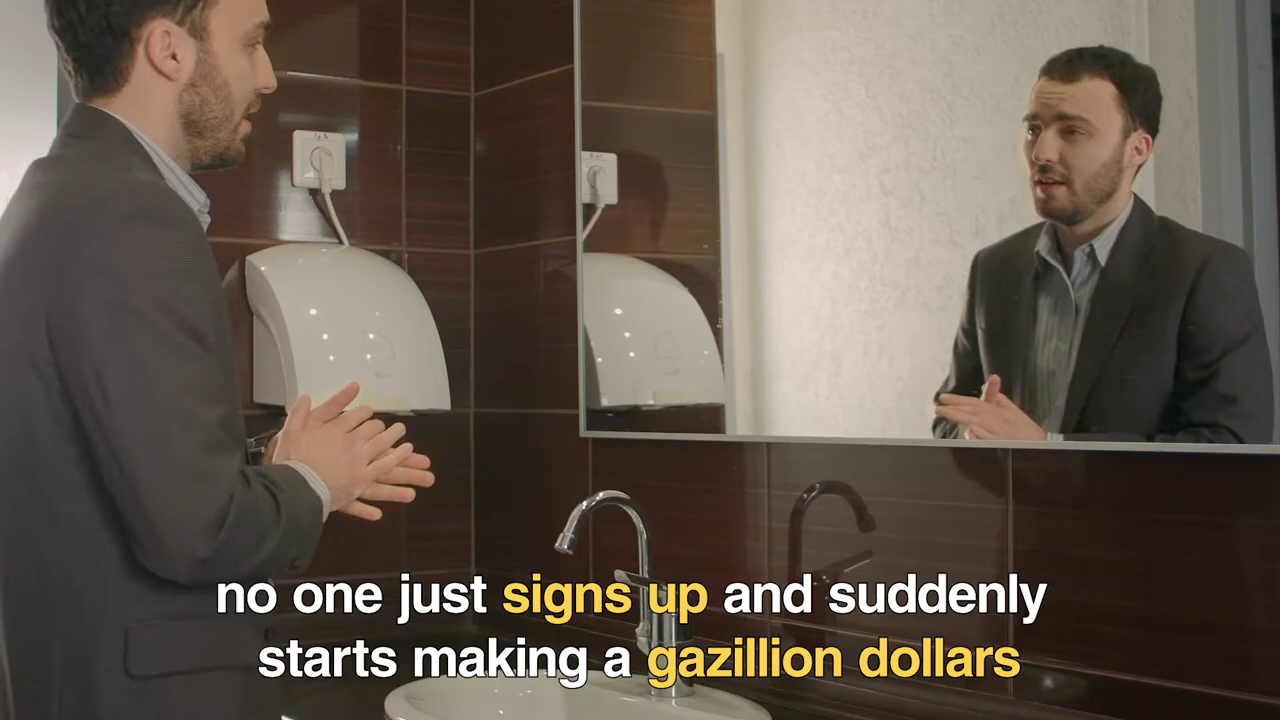 no one just signs up and suddenly
starts making a gazillion dollars